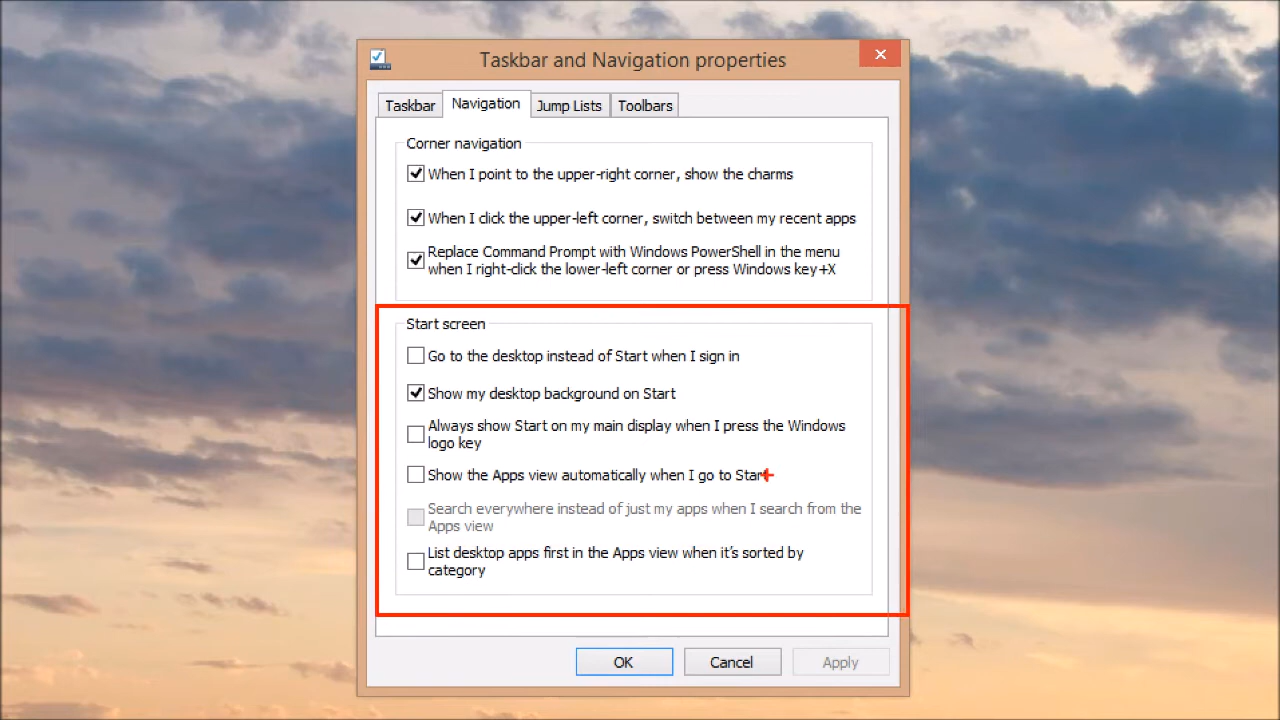 Taskbar and Navigation properties
Taskbar
Navigation
Jump Lists
Toolbars
Corner navigation
When I point to the upper-right corner, show the charms
When I click the upper-left corner, switch between my recent apps
Replace Command Prompt with Windows PowerShell in the menu
when I right-click the lower-left corner or press Windows key+X
Start screen
Go to the desktop instead of Start when I sign in
Show my desktop background on Start
Always show Start on my main display when I press the Windows
logo key
Show the Apps view automatically when I go to Start
Search everywhere instead of just my apps when I search from the
Apps view
List desktop apps first in the Apps view when it's sorted by
category
OK
Cancel
Apply